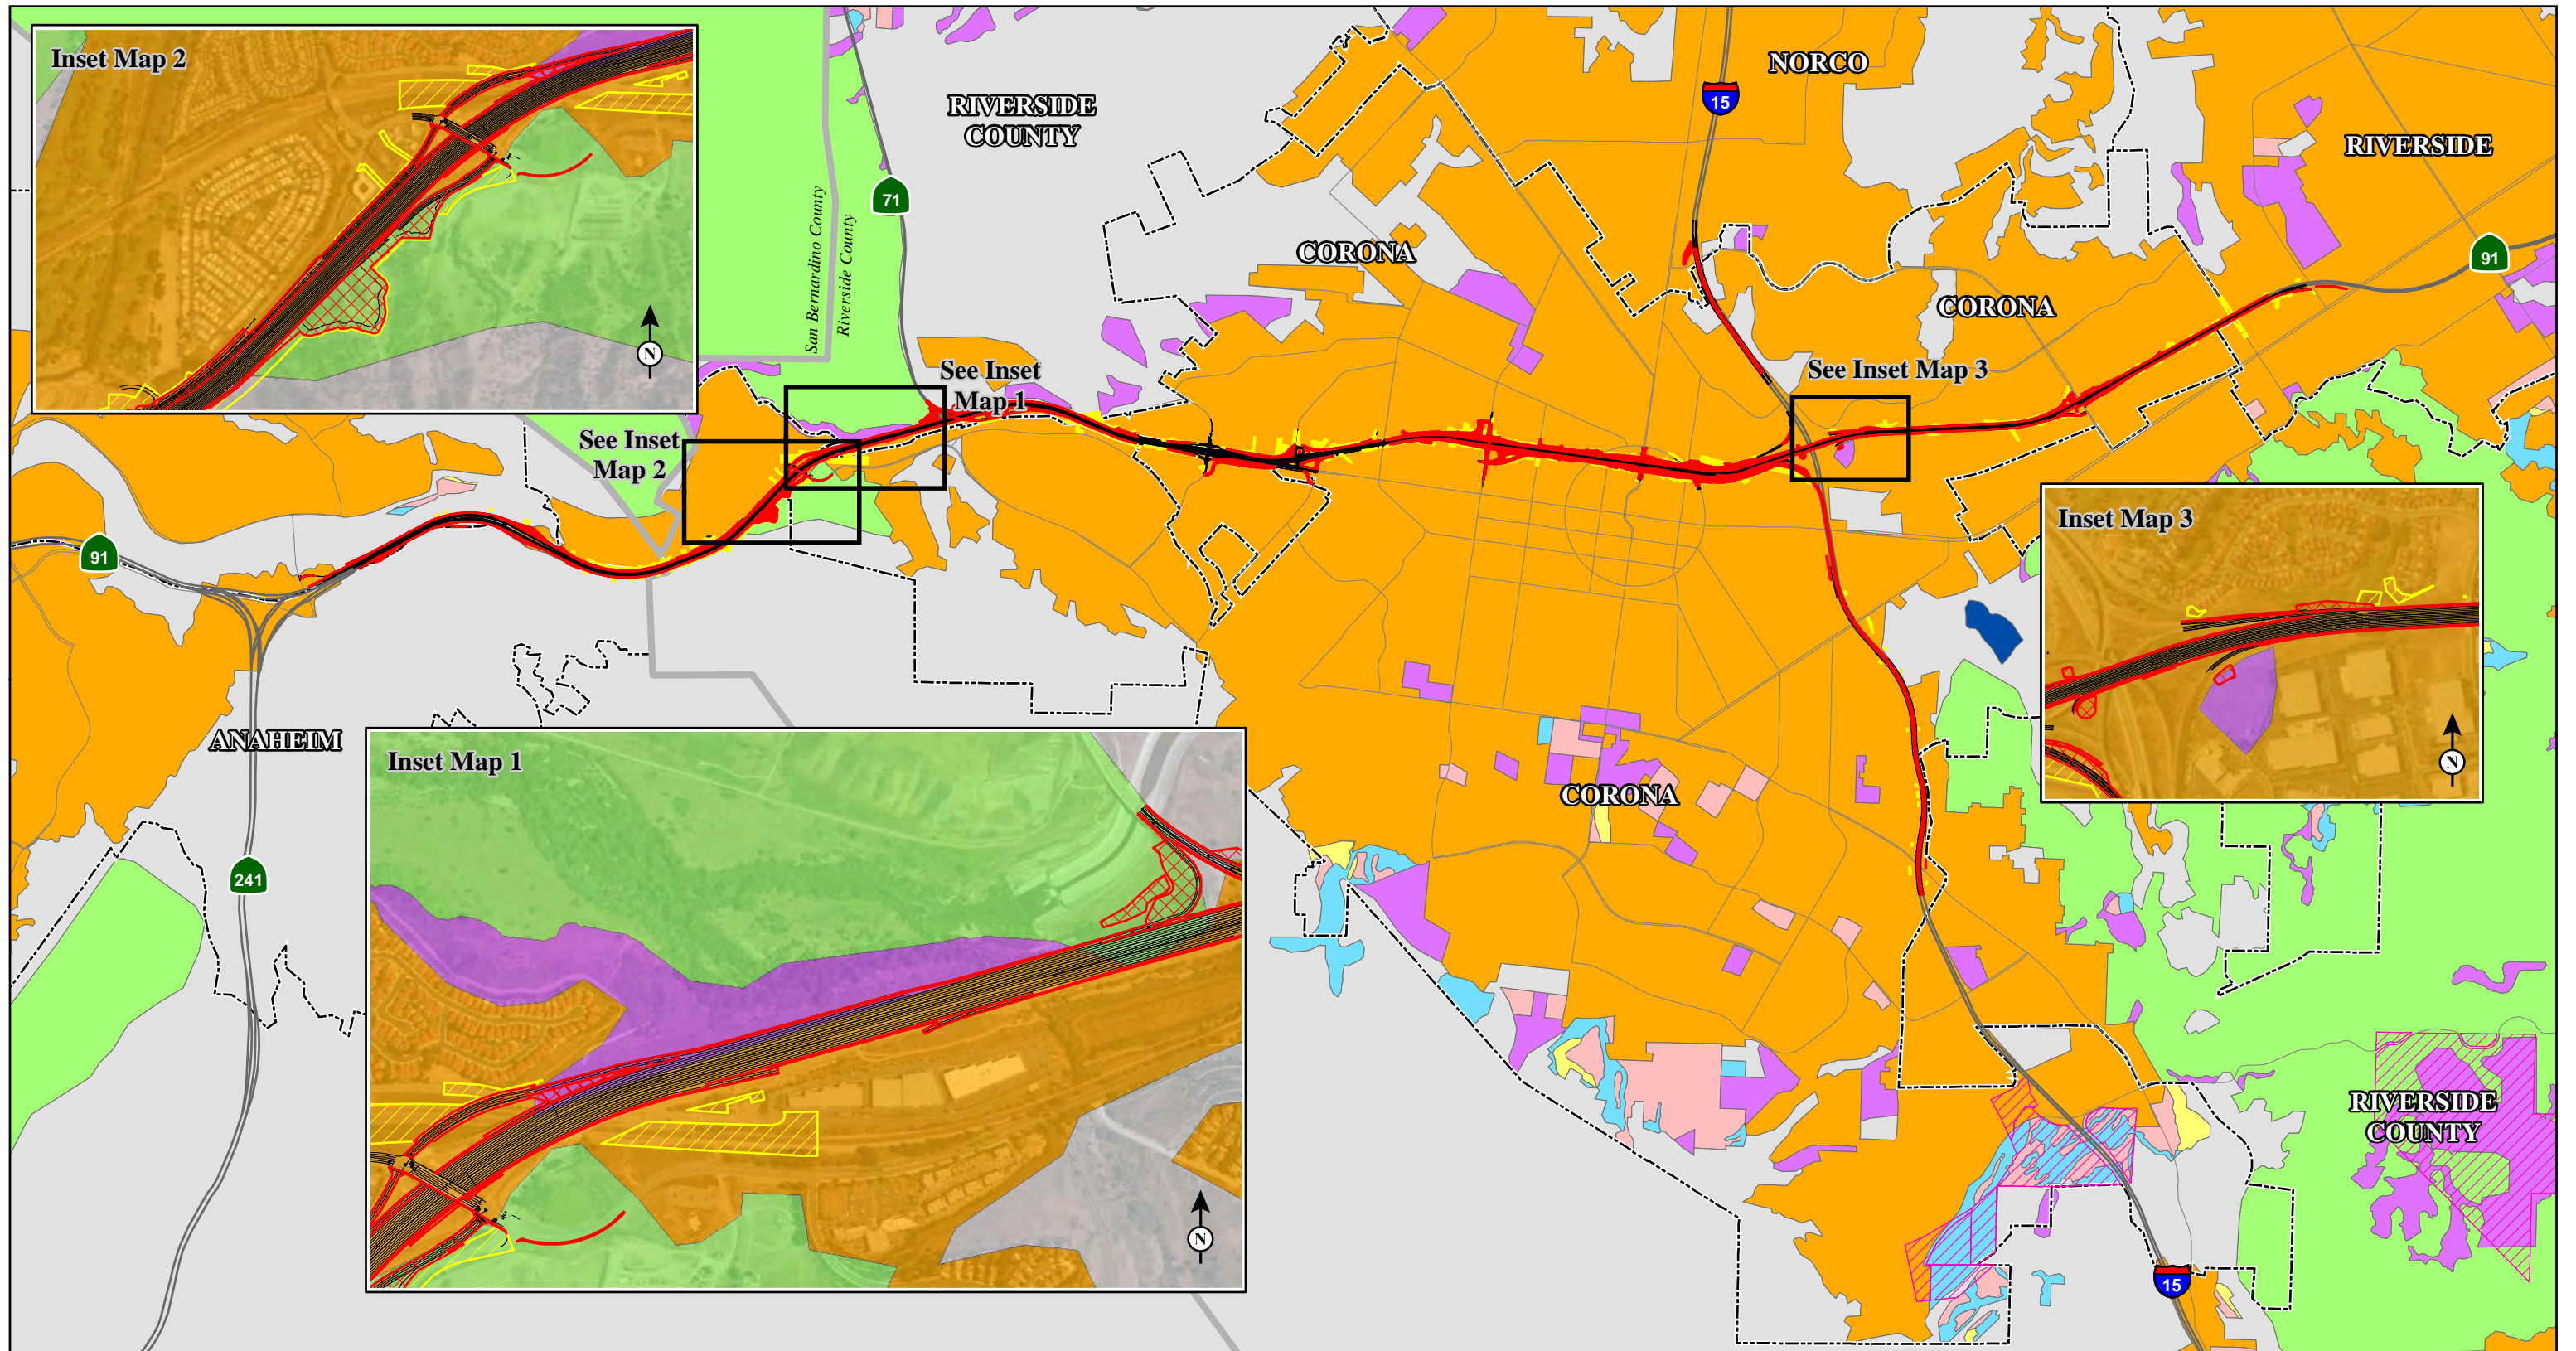 Inset Map 2
N
RIVERSIDE
COUNTY
NORCO
15
RIVERSIDE
71
San Bernardino County
Riverside County
CORONA
91
CORONA
See Inset
Map 1
See Inset Map 3
See Inset
Map 2
91
Inset Map 3
N
ANAHEIM
Inset Map 1
N
CORONA
241
RIVERSIDE
COUNTY
15